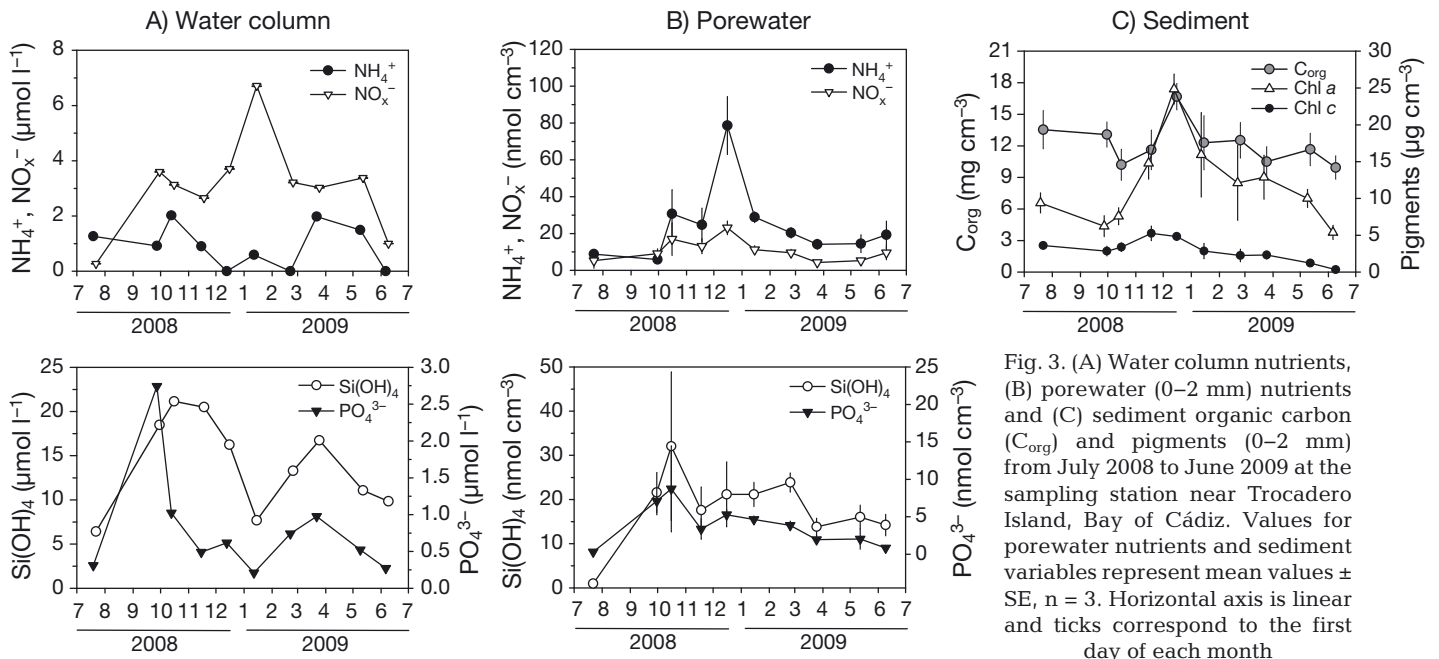 A) Water column
B) Porewater
C) Sediment
8
6
4
2
0
NH₄⁺, NOₓ⁻ (µmol l⁻¹)
NH₄⁺
NOₓ⁻
7 8 9 10 11 12 1 2 3 4 5 6 7
2008 2009
120
100
80
60
40
20
0
NH₄⁺, NOₓ⁻ (nmol cm⁻³)
NH₄⁺
NOₓ⁻
7 8 9 10 11 12 1 2 3 4 5 6 7
2008 2009
21
18
15
12
9
6
3
0
C_org (mg cm⁻³)
C_org
Chl a
Chl c
30
25
20
15
10
5
0
Pigments (µg cm⁻³)
7 8 9 10 11 12 1 2 3 4 5 6 7
2008 2009
25
20
15
10
5
0
Si(OH)₄ (µmol l⁻¹)
Si(OH)₄
PO₄³⁻
3.0
2.5
2.0
1.5
1.0
0.5
0.0
PO₄³⁻ (µmol l⁻¹)
7 8 9 10 11 12 1 2 3 4 5 6 7
2008 2009
50
40
30
20
10
0
Si(OH)₄ (nmol cm⁻³)
Si(OH)₄
PO₄³⁻
25
20
15
10
5
0
PO₄³⁻ (nmol cm⁻³)
7 8 9 10 11 12 1 2 3 4 5 6 7
2008 2009
Fig. 3. (A) Water column nutrients,
(B) porewater (0–2 mm) nutrients
and (C) sediment organic carbon
(C_org) and pigments (0–2 mm)
from July 2008 to June 2009 at the
sampling station near Trocadero
Island, Bay of Cádiz. Values for
porewater nutrients and sediment
variables represent mean values ±
SE, n = 3. Horizontal axis is linear
and ticks correspond to the first
day of each month